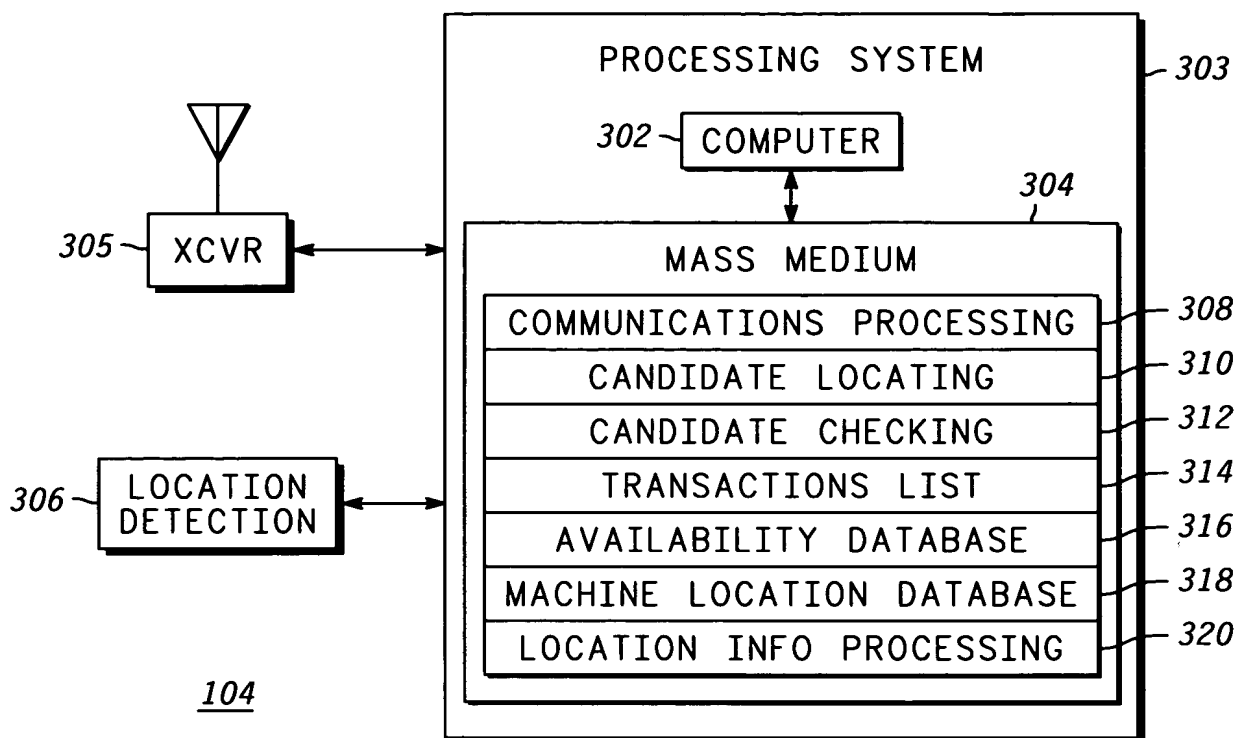 PROCESSING SYSTEM
303
302
COMPUTER
304
305
XCVR
MASS MEDIUM
COMMUNICATIONS PROCESSING
308
CANDIDATE LOCATING
310
CANDIDATE CHECKING
312
306
LOCATION
DETECTION
TRANSACTIONS LIST
314
AVAILABILITY DATABASE
316
MACHINE LOCATION DATABASE
318
LOCATION INFO PROCESSING
320
104